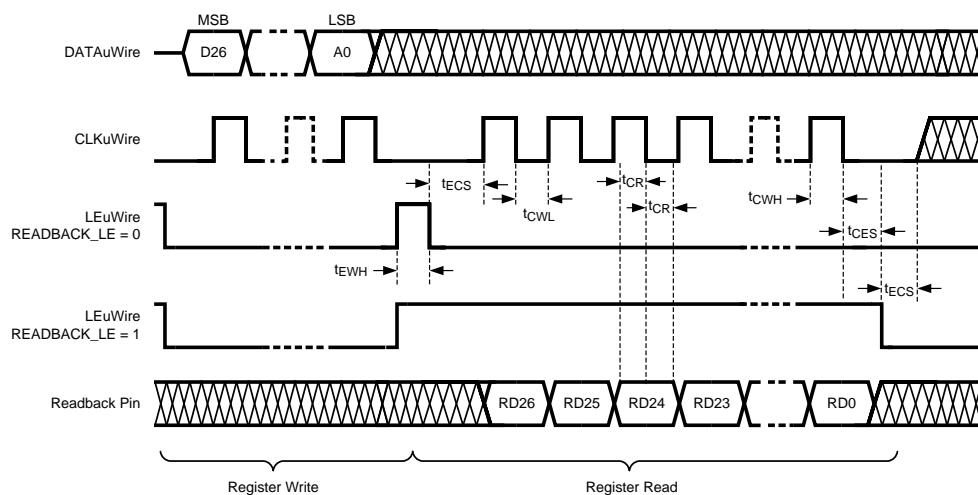 MSB LSB
DATAuWire D26 A0
CLKuWire
tECS tCWL tCR tCR tCWH tCES
LEuWire
READBACK_LE = 0
tEWH tECS
LEuWire
READBACK_LE = 1
Readback Pin RD26 RD25 RD24 RD23 RD0
Register Write Register Read